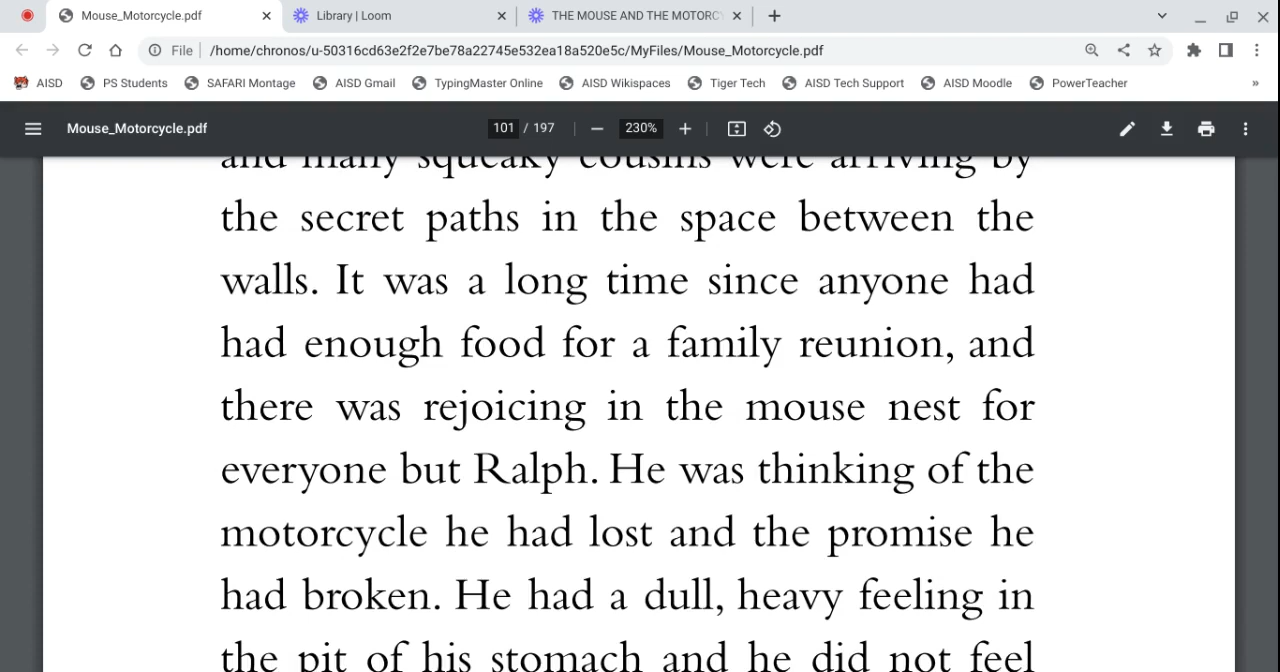 Mouse_Motorcycle.pdf
Library | Loom
THE MOUSE AND THE MOTORC
File /home/chronos/u-50316cd63e2f2e7be78a22745e532ea18a520e5c/MyFiles/Mouse_Motorcycle.pdf
AISD PS Students SAFARI Montage AISD Gmail TypingMaster Online AISD Wikispaces Tiger Tech AISD Tech Support AISD Moodle PowerTeacher »
Mouse_Motorcycle.pdf 101 / 197 230%
and many squeaky cousins were arriving by
the secret paths in the space between the
walls. It was a long time since anyone had
had enough food for a family reunion, and
there was rejoicing in the mouse nest for
everyone but Ralph. He was thinking of the
motorcycle he had lost and the promise he
had broken. He had a dull, heavy feeling in
the pit of his stomach and he did not feel